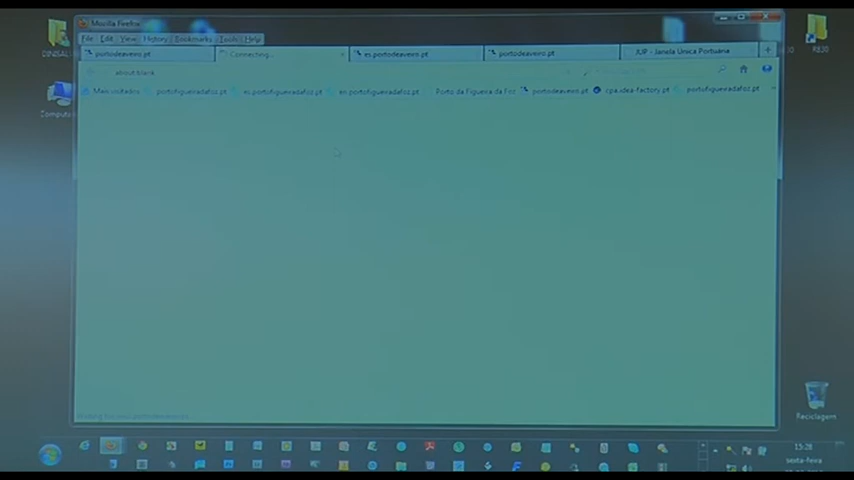 Mozilla Firefox
File Edit View History Bookmarks Tools Help
portodeaveiro.pt Connecting... es.portodeaveiro.pt portodeaveiro.pt JUP - Janela Única Portuária
about:blank
Mais visitados portofigueiradafoz.pt es.portofigueiradafoz.pt en.portofigueiradafoz.pt Porto da Figueira da Foz portodeaveiro.pt cpa.idea-factory.pt portofigueiradafoz.pt
Reciclagem
15:28
sexta-feira